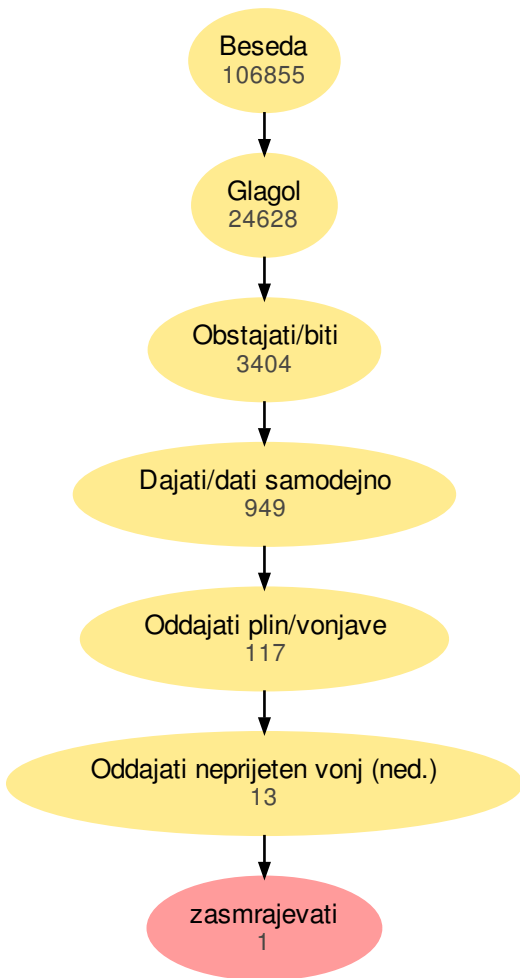 Beseda
106855
Glagol
24628
Obstajati/biti
3404
Dajati/dati samodejno
949
Oddajati plin/vonjave
117
Oddajati neprijeten vonj (ned.)
13
zasmrajevati
1